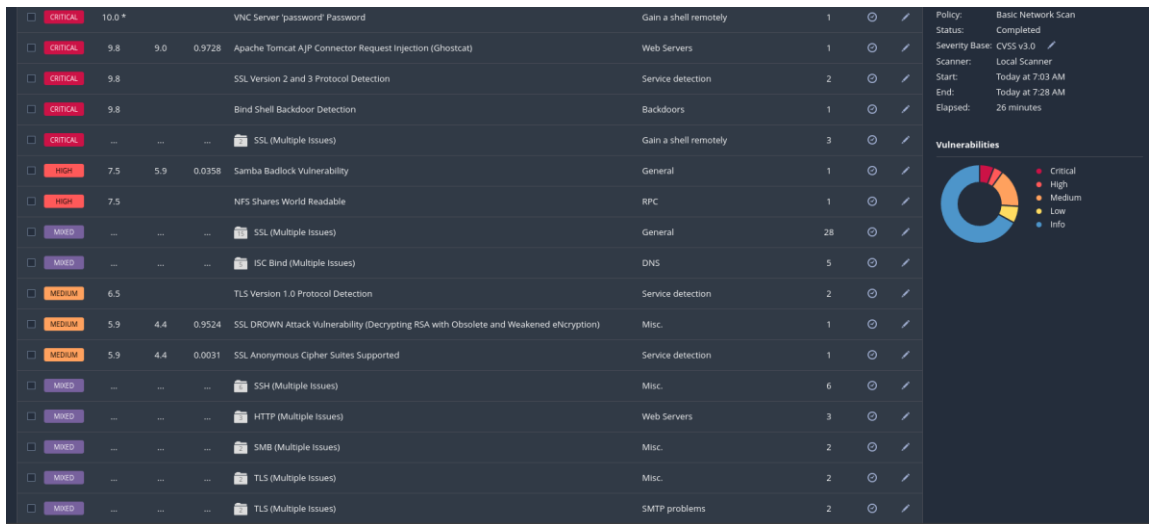 CRITICAL 10.0 * VNC Server 'password' Password Gain a shell remotely 1
CRITICAL 9.8 9.0 0.9728 Apache Tomcat AJP Connector Request Injection (Ghostcat) Web Servers 1
CRITICAL 9.8 SSL Version 2 and 3 Protocol Detection Service detection 2
CRITICAL 9.8 Bind Shell Backdoor Detection Backdoors 1
CRITICAL ... ... ... 2 SSL (Multiple Issues) Gain a shell remotely 3
HIGH 7.5 5.9 0.0358 Samba Badlock Vulnerability General 1
HIGH 7.5 NFS Shares World Readable RPC 1
MIXED ... ... ... 15 SSL (Multiple Issues) General 28
MIXED ... ... ... ISC Bind (Multiple Issues) DNS 5
MEDIUM 6.5 TLS Version 1.0 Protocol Detection Service detection 2
MEDIUM 5.9 4.4 0.9524 SSL DROWN Attack Vulnerability (Decrypting RSA with Obsolete and Weakened eNcryption) Misc. 1
MEDIUM 5.9 4.4 0.0031 SSL Anonymous Cipher Suites Supported Service detection 1
MIXED ... ... ... 6 SSH (Multiple Issues) Misc. 6
MIXED ... ... ... 3 HTTP (Multiple Issues) Web Servers 3
MIXED ... ... ... 2 SMB (Multiple Issues) Misc. 2
MIXED ... ... ... 2 TLS (Multiple Issues) Misc. 2
MIXED ... ... ... 2 TLS (Multiple Issues) SMTP problems 2
Policy: Basic Network Scan
Status: Completed
Severity Base: CVSS v3.0
Scanner: Local Scanner
Start: Today at 7:03 AM
End: Today at 7:28 AM
Elapsed: 26 minutes
Vulnerabilities
Critical
High
Medium
Low
Info